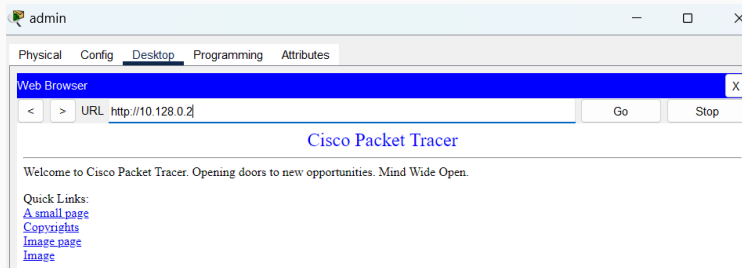 admin
Physical Config Desktop Programming Attributes
Web Browser X
< > URL http://10.128.0.2 Go Stop
Cisco Packet Tracer
Welcome to Cisco Packet Tracer. Opening doors to new opportunities. Mind Wide Open.
Quick Links:
A small page
Copyrights
Image page
Image